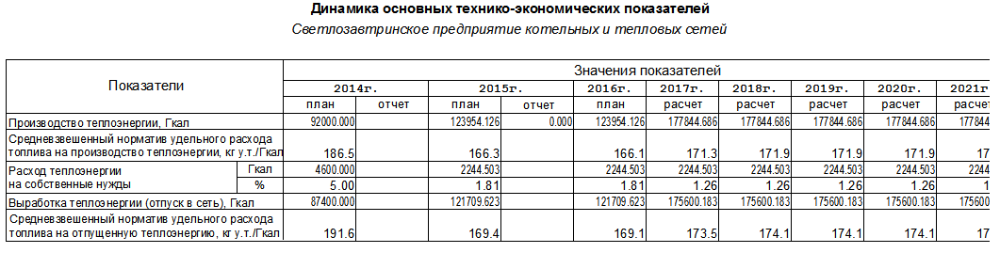 Динамика основных технико-экономических показателей
Светлозавтринское предприятие котельных и тепловых сетей
Показатели
Значения показателей
2014г. 2015г. 2016г. 2017г. 2018г. 2019г. 2020г. 2021г
план отчет план отчет план расчет расчет расчет расчет расчет
Производство теплоэнергии, Гкал 92000.000 123954.126 0.000 123954.126 177844.686 177844.686 177844.686 177844.686 177844
Средневзвешенный норматив удельного расхода
топлива на производство теплоэнергии, кг у.т./Гкал 186.5 166.3 166.1 171.3 171.9 171.9 171.9 17
Расход теплоэнергии Гкал 4600.000 2244.503 2244.503 2244.503 2244.503 2244.503 2244.503 2244
на собственные нужды % 5.00 1.81 1.81 1.26 1.26 1.26 1.26 1
Выработка теплоэнергии (отпуск в сеть), Гкал 87400.000 121709.623 121709.623 175600.183 175600.183 175600.183 175600.183 175600
Средневзвешенный норматив удельного расхода
топлива на отпущенную теплоэнергию, кг у.т./Гкал 191.6 169.4 169.1 173.5 174.1 174.1 174.1 17